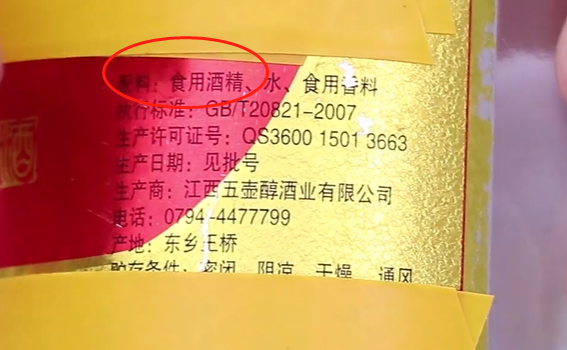 配料：食用酒精、水、食用香料
执行标准：GB/T20821-2007
生产许可证号：QS3600 1501 3663
生产日期：见批号
生产商：江西五壶醇酒业有限公司
电话：0794-4477799
产地：东乡王桥
贮存条件：密闭、阴凉、干燥、通风
酒